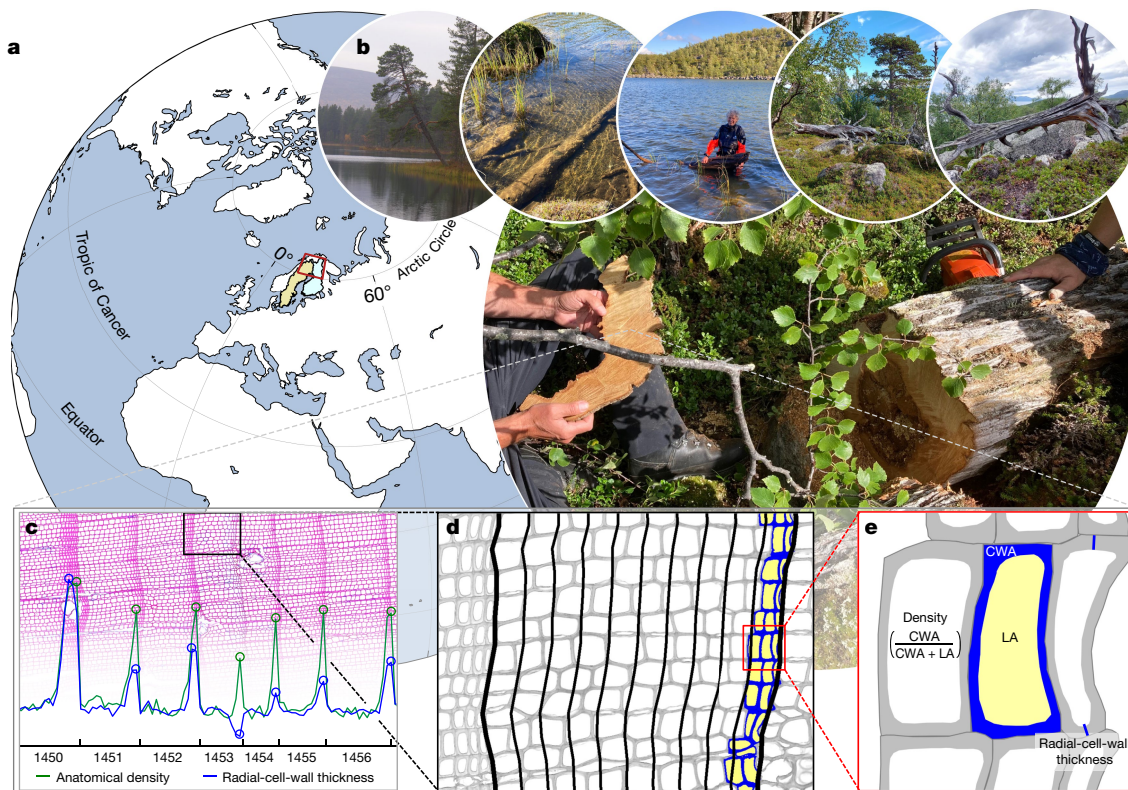 a
b
0°
60°
Arctic Circle
Tropic of Cancer
Equator
c
1450 1451 1452 1453 1454 1455 1456
Anatomical density Radial-cell-wall thickness
d
e
CWA
Density
(CWA
CWA + LA)
LA
Radial-cell-wall
thickness